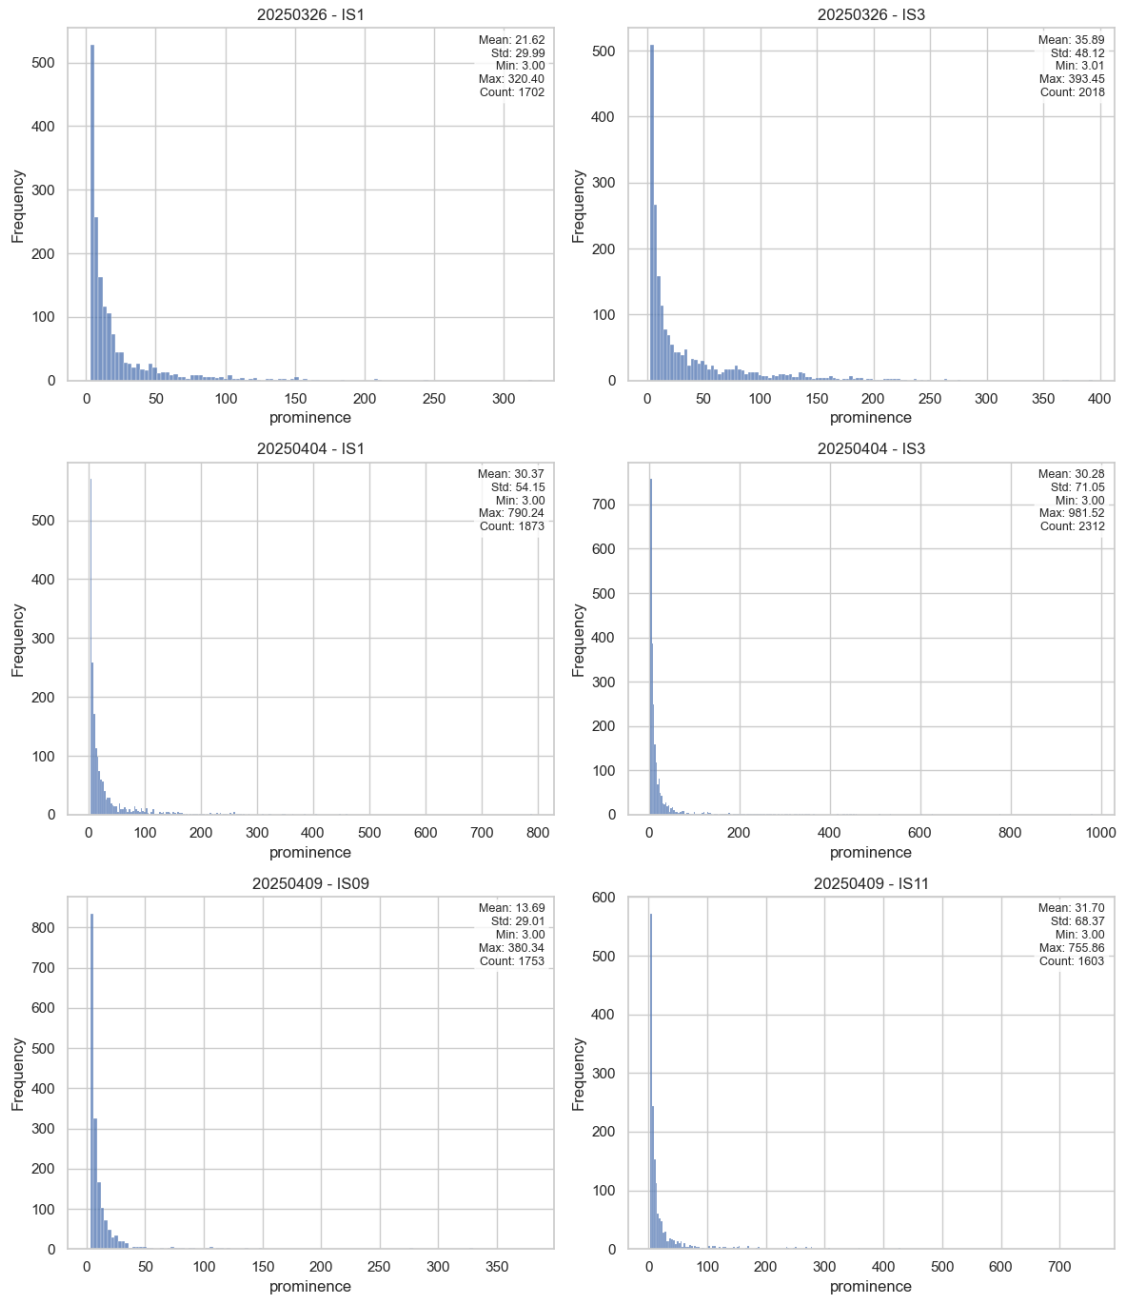 20250326 - IS1
Mean: 21.62
Std: 29.99
Min: 3.00
Max: 320.40
Count: 1702
Frequency
500
400
300
200
100
0
0 50 100 150 200 250 300
prominence
20250326 - IS3
Mean: 35.89
Std: 48.12
Min: 3.01
Max: 393.45
Count: 2018
Frequency
500
400
300
200
100
0
0 50 100 150 200 250 300 350 400
prominence
20250404 - IS1
Mean: 30.37
Std: 54.15
Min: 3.00
Max: 790.24
Count: 1873
Frequency
500
400
300
200
100
0
0 100 200 300 400 500 600 700 800
prominence
20250404 - IS3
Mean: 30.28
Std: 71.05
Min: 3.00
Max: 981.52
Count: 2312
Frequency
700
600
500
400
300
200
100
0
0 200 400 600 800 1000
prominence
20250409 - IS09
Mean: 13.69
Std: 29.01
Min: 3.00
Max: 380.34
Count: 1753
Frequency
800
700
600
500
400
300
200
100
0
0 50 100 150 200 250 300 350
prominence
20250409 - IS11
Mean: 31.70
Std: 68.37
Min: 3.00
Max: 755.86
Count: 1603
Frequency
600
500
400
300
200
100
0
0 100 200 300 400 500 600 700
prominence